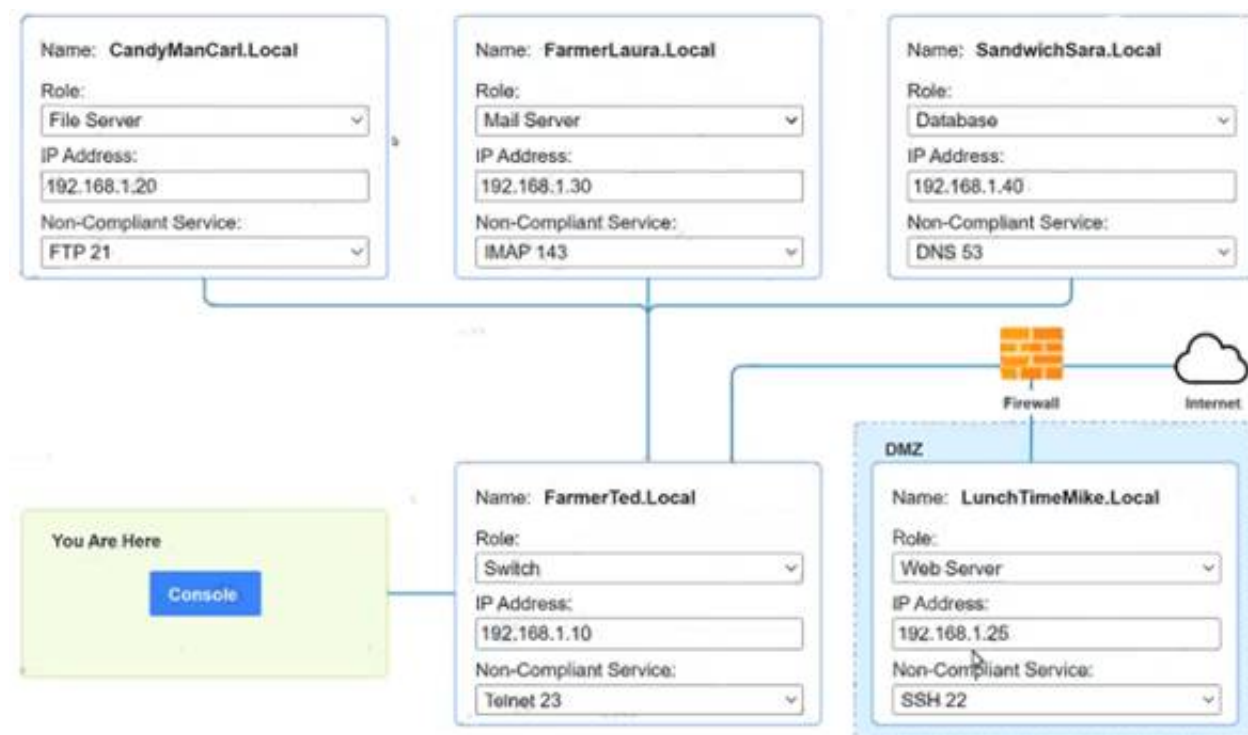 Name: CandyManCarl.Local
Role:
File Server
IP Address:
192.168.1.20
Non-Compliant Service:
FTP 21
Name: FarmerLaura.Local
Role:
Mail Server
IP Address:
192.168.1.30
Non-Compliant Service:
IMAP 143
Name: SandwichSara.Local
Role:
Database
IP Address:
192.168.1.40
Non-Compliant Service:
DNS 53
Firewall
Internet
You Are Here
Console
Name: FarmerTed.Local
Role:
Switch
IP Address:
192.168.1.10
Non-Compliant Service:
Telnet 23
DMZ
Name: LunchTimeMike.Local
Role:
Web Server
IP Address:
192.168.1.25
Non-Compliant Service:
SSH 22